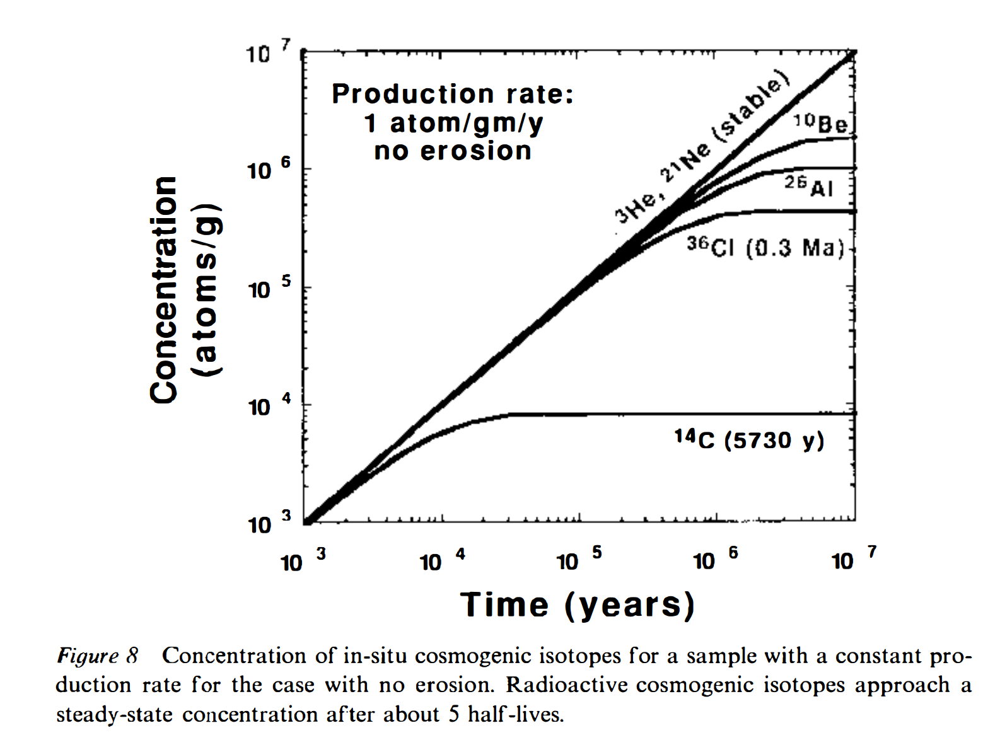 10 7
Production rate:
1 atom/gm/y
no erosion
³He, ²¹Ne (stable)
¹⁰Be
10 6
²⁶Al
Concentration
(atoms/g)
³⁶Cl (0.3 Ma)
10 5
10 4
¹⁴C (5730 y)
10 3
10 3 10 4 10 5 10 6 10 7
Time (years)
Figure 8 Concentration of in-situ cosmogenic isotopes for a sample with a constant pro-
duction rate for the case with no erosion. Radioactive cosmogenic isotopes approach a
steady-state concentration after about 5 half-lives.